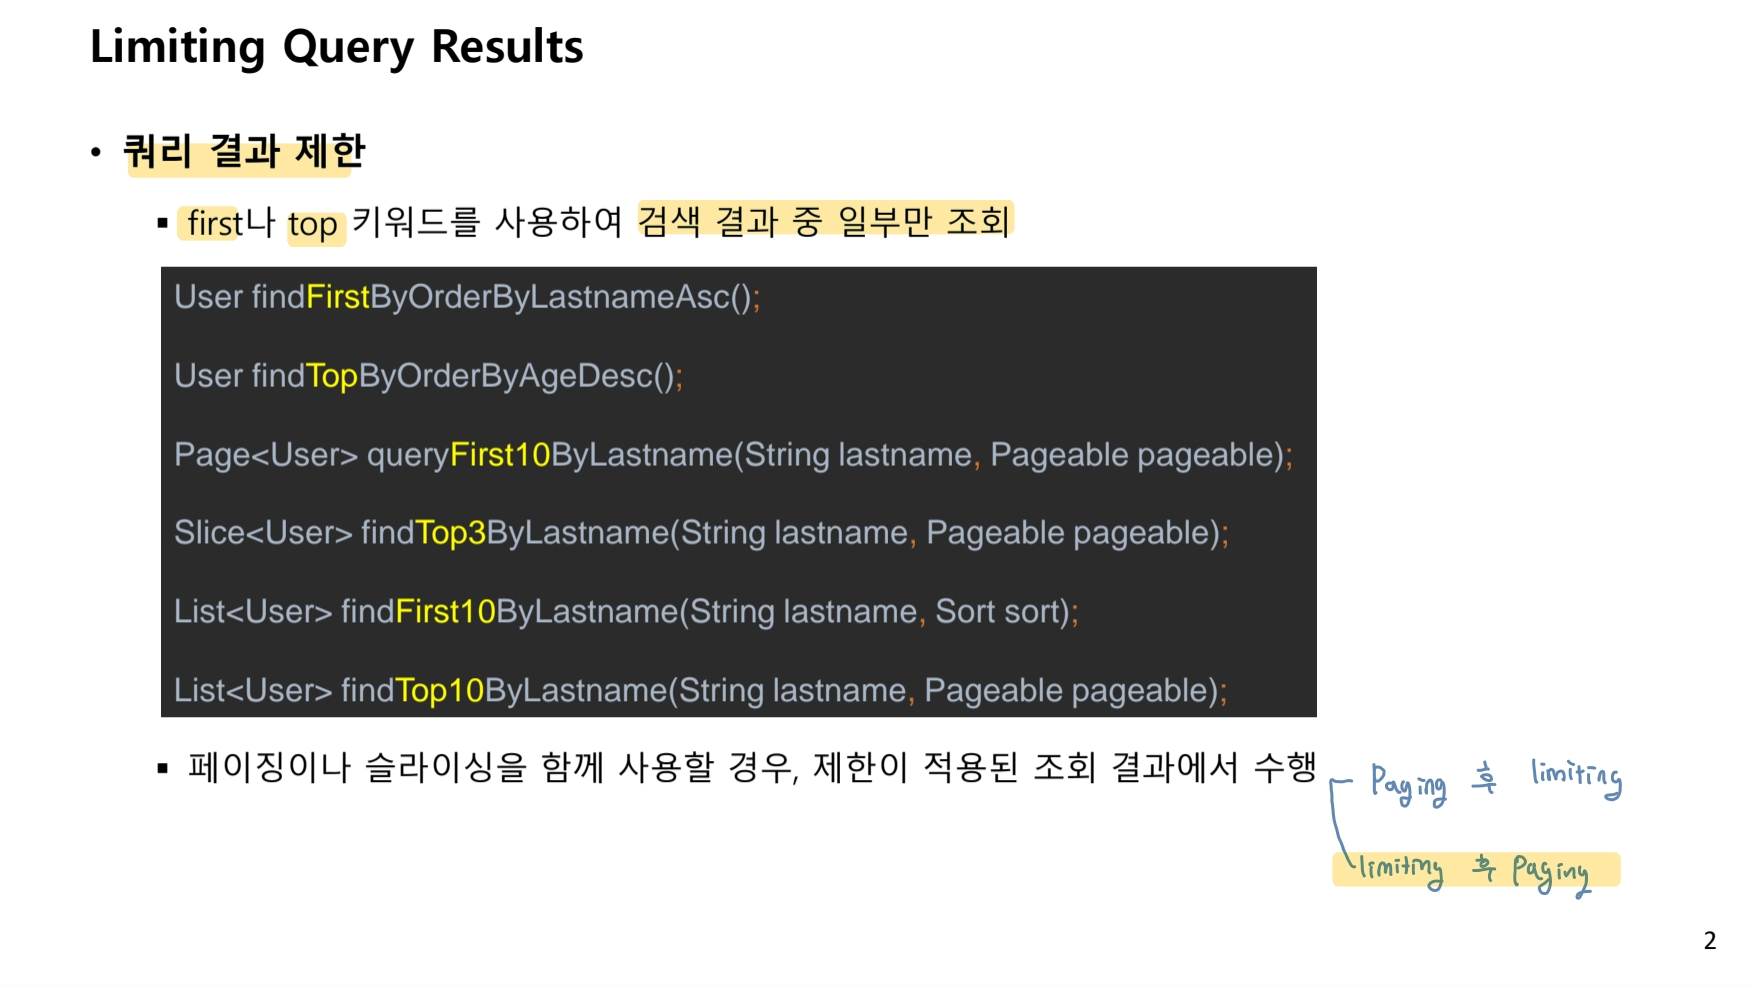 Limiting Query Results
• 쿼리 결과 제한
▪ first나 top 키워드를 사용하여 검색 결과 중 일부만 조회
User findFirstByOrderByLastnameAsc();
User findTopByOrderByAgeDesc();
Page<User> queryFirst10ByLastname(String lastname, Pageable pageable);
Slice<User> findTop3ByLastname(String lastname, Pageable pageable);
List<User> findFirst10ByLastname(String lastname, Sort sort);
List<User> findTop10ByLastname(String lastname, Pageable pageable);
▪ 페이징이나 슬라이싱을 함께 사용할 경우, 제한이 적용된 조회 결과에서 수행
Paging 후 limiting
limiting 후 Paging
2